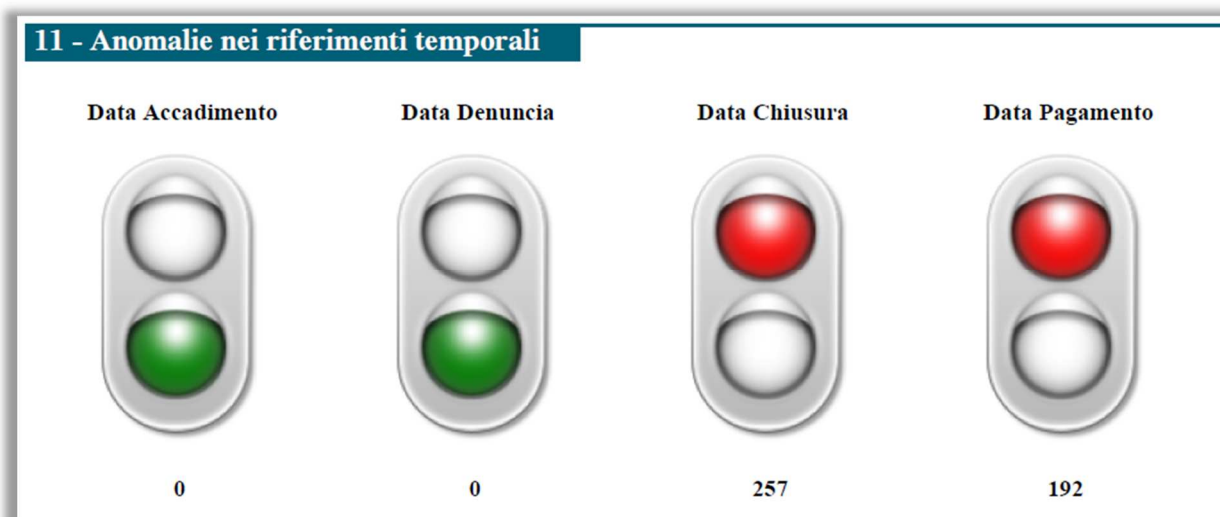 11 - Anomalie nei riferimenti temporali
Data Accadimento Data Denuncia Data Chiusura Data Pagamento
0 0 257 192